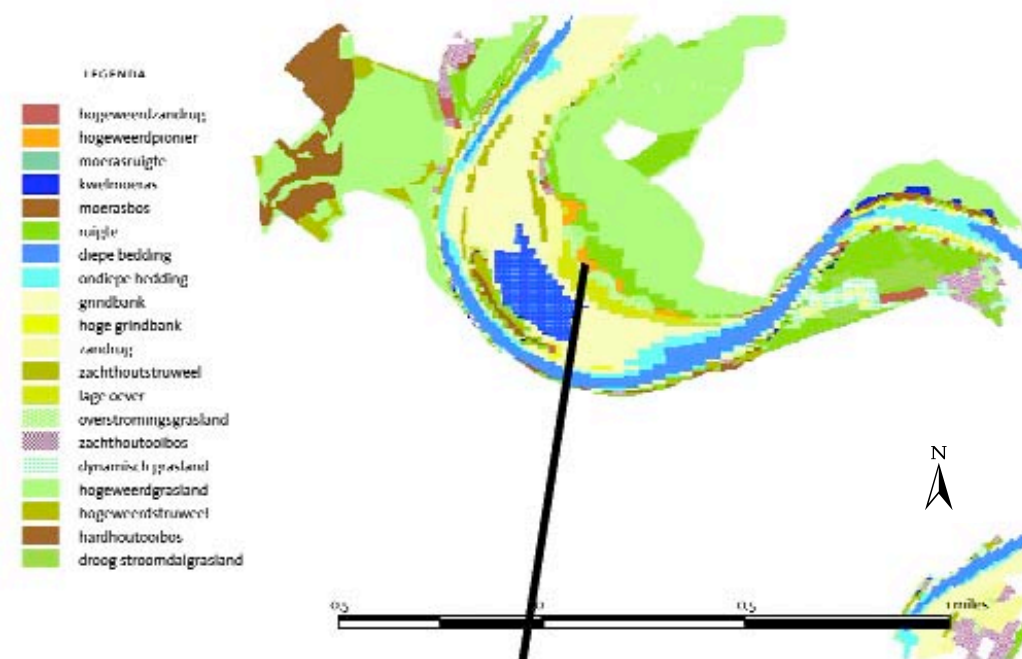 LEGENDA
hogeweerdzandrug
hogeweerdpionier
moerasruigte
kwelmoeras
moerasbos
ruigte
diepe bedding
ondiepe bedding
grindbank
hoge grindbank
zandrug
zachthoutstruweel
lage oever
overstromingsgrasland
zachthoutooibos
dynamisch grasland
hogeweerdgrasland
hogeweerdstruweel
hardhoutooibos
droog stroomdalgrasland
N
0,5 0 0,5 1 miles